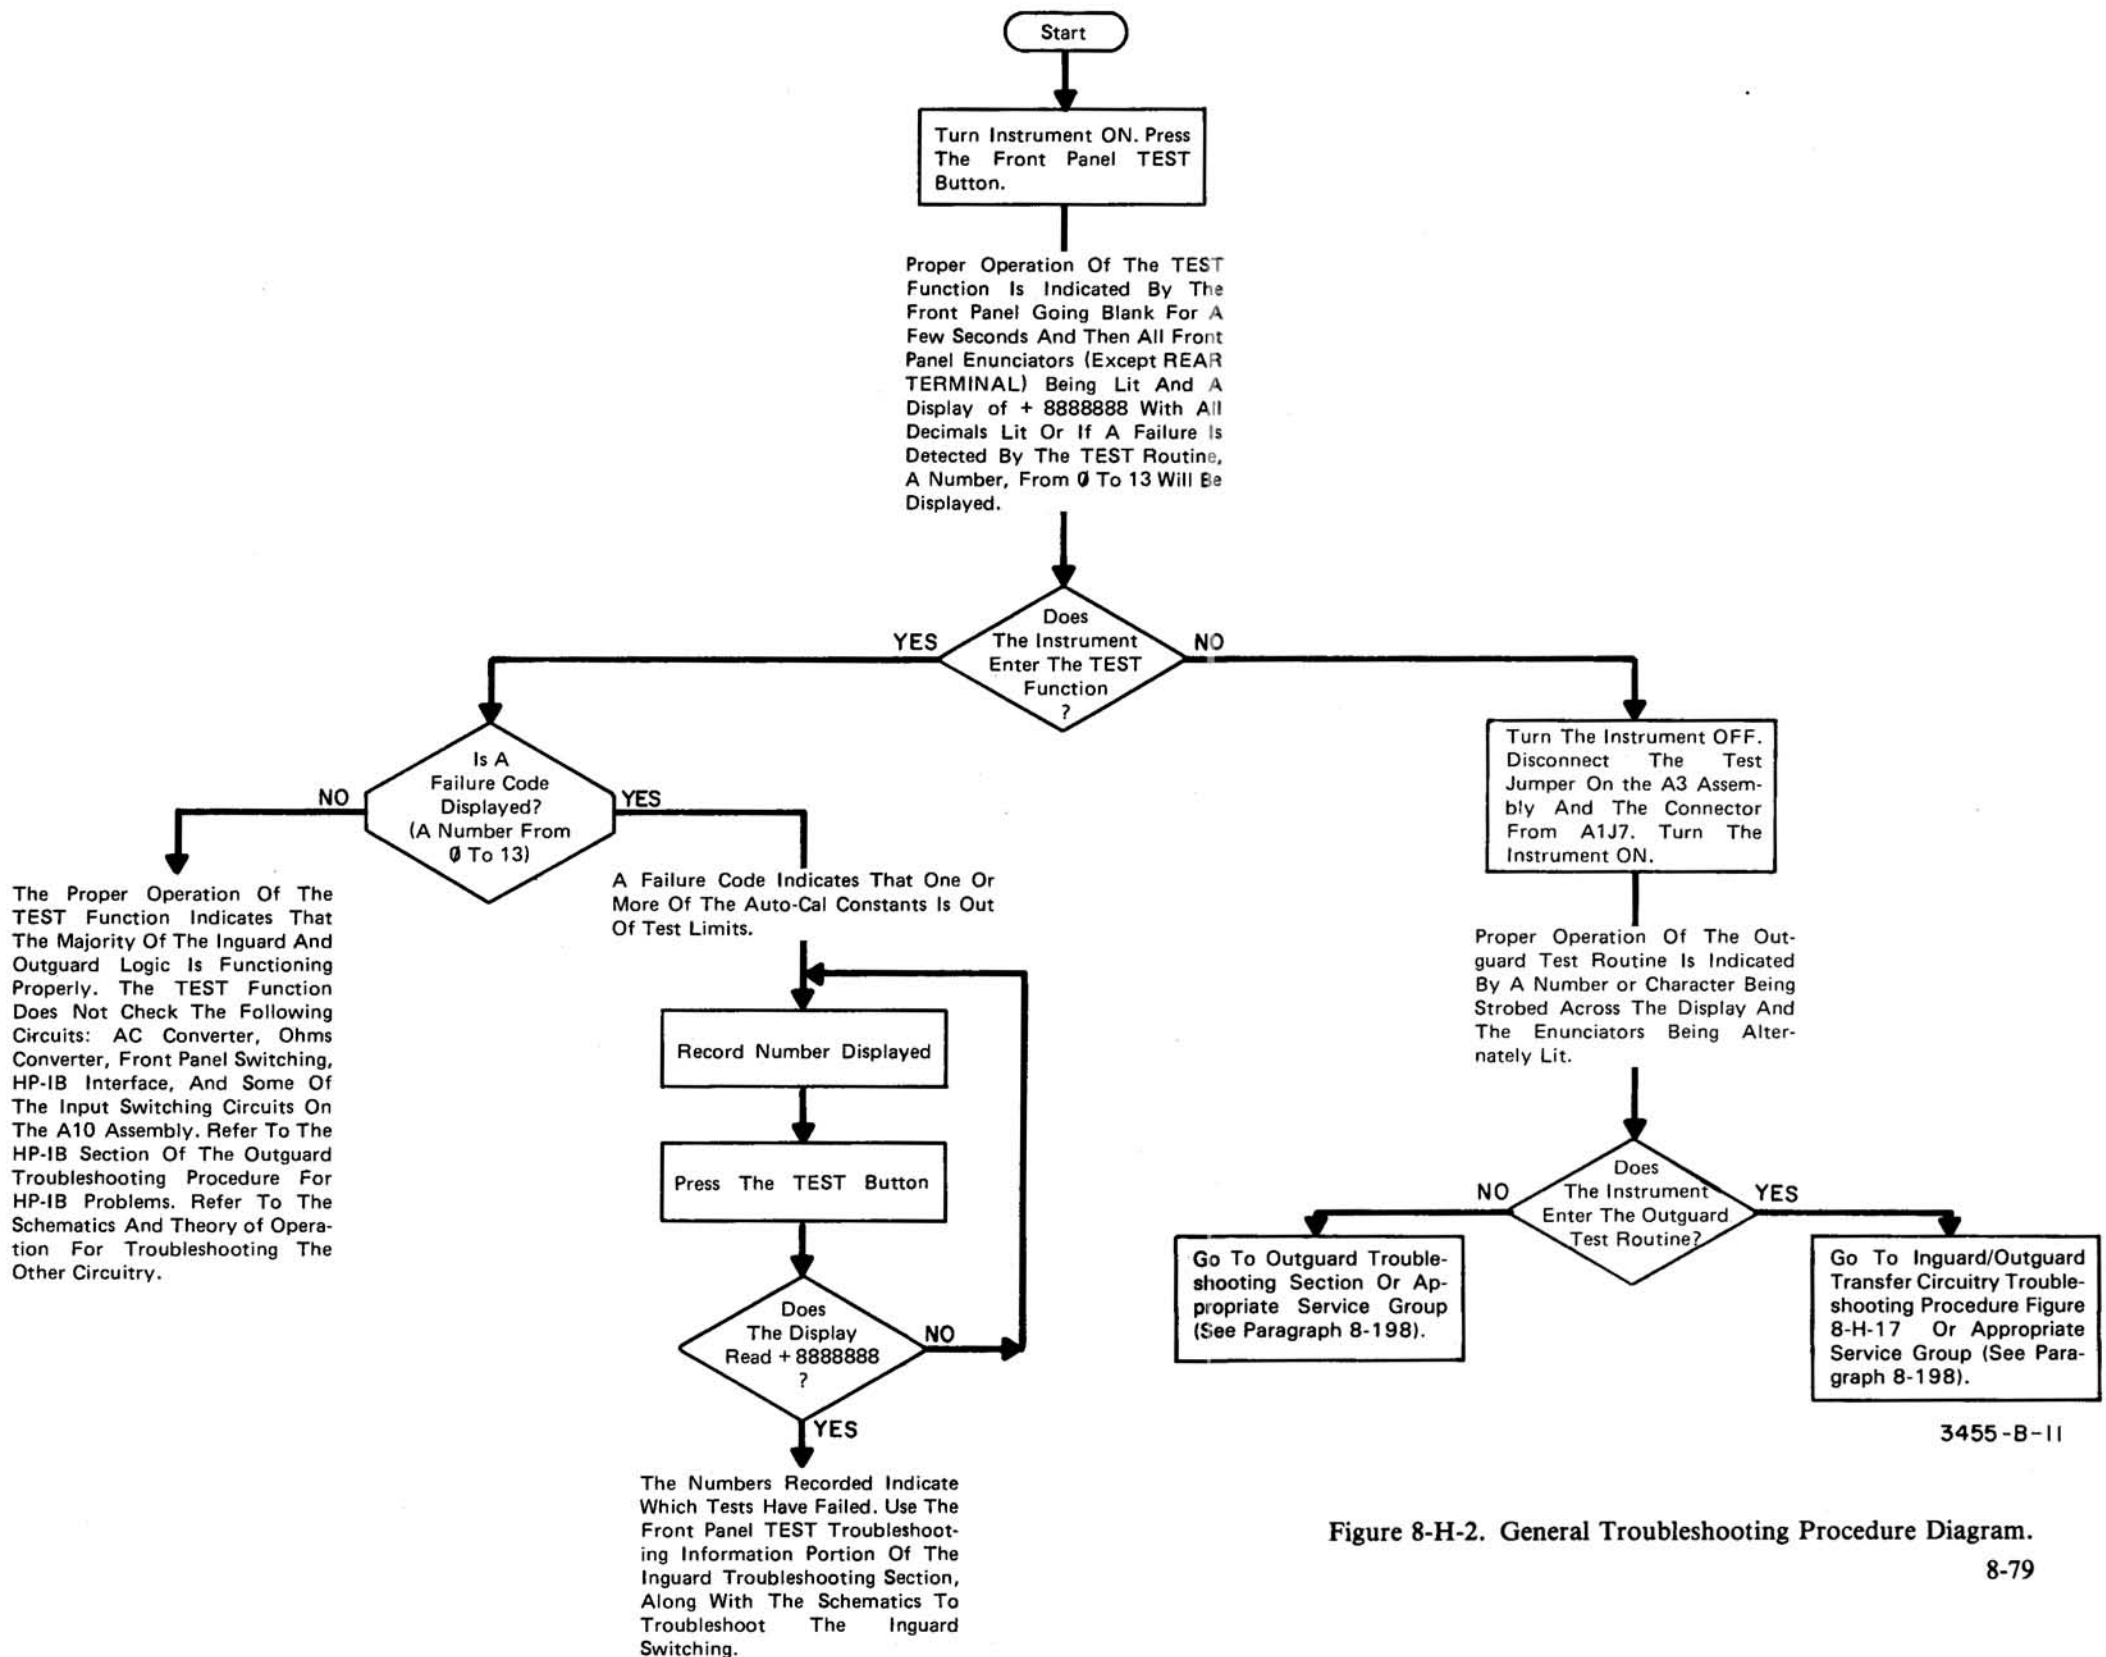 Start
Turn Instrument ON. Press
The Front Panel TEST
Button.
Proper Operation Of The TEST
Function Is Indicated By The
Front Panel Going Blank For A
Few Seconds And Then All Front
Panel Enunciators (Except REAR
TERMINAL) Being Lit And A
Display of + 8888888 With All
Decimals Lit Or If A Failure Is
Detected By The TEST Routine,
A Number, From 0 To 13 Will Be
Displayed.
Does
The Instrument
Enter The TEST
Function
?
YES
NO
Is A
Failure Code
Displayed?
(A Number From
0 To 13)
NO
YES
The Proper Operation Of The
TEST Function Indicates That
The Majority Of The Inguard And
Outguard Logic Is Functioning
Properly. The TEST Function
Does Not Check The Following
Circuits: AC Converter, Ohms
Converter, Front Panel Switching,
HP-IB Interface, And Some Of
The Input Switching Circuits On
The A10 Assembly. Refer To The
HP-IB Section Of The Outguard
Troubleshooting Procedure For
HP-IB Problems. Refer To The
Schematics And Theory of Opera-
tion For Troubleshooting The
Other Circuitry.
A Failure Code Indicates That One Or
More Of The Auto-Cal Constants Is Out
Of Test Limits.
Record Number Displayed
Press The TEST Button
Does
The Display
Read + 8888888
?
NO
YES
The Numbers Recorded Indicate
Which Tests Have Failed. Use The
Front Panel TEST Troubleshoot-
ing Information Portion Of The
Inguard Troubleshooting Section,
Along With The Schematics To
Troubleshoot The Inguard
Switching.
Turn The Instrument OFF.
Disconnect The Test
Jumper On the A3 Assem-
bly And The Connector
From A1J7. Turn The
Instrument ON.
Proper Operation Of The Out-
guard Test Routine Is Indicated
By A Number or Character Being
Strobed Across The Display And
The Enunciators Being Alter-
nately Lit.
Does
The Instrument
Enter The Outguard
Test Routine?
NO
YES
Go To Outguard Trouble-
shooting Section Or Ap-
propriate Service Group
(See Paragraph 8-198).
Go To Inguard/Outguard
Transfer Circuitry Trouble-
shooting Procedure Figure
8-H-17 Or Appropriate
Service Group (See Para-
graph 8-198).
3455-B-11
Figure 8-H-2. General Troubleshooting Procedure Diagram.
8-79